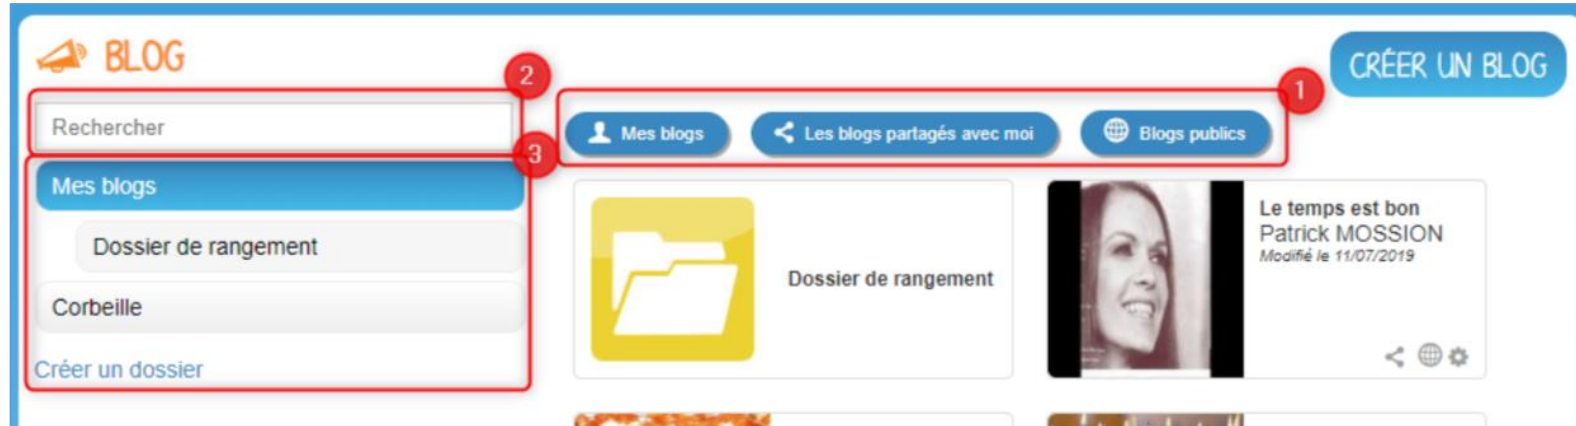 BLOG
CRÉER UN BLOG
2
1
Rechercher
Mes blogs
Les blogs partagés avec moi
Blogs publics
3
Mes blogs
Dossier de rangement
Corbeille
Créer un dossier
Dossier de rangement
Le temps est bon
Patrick MOSSION
Modifié le 11/07/2019